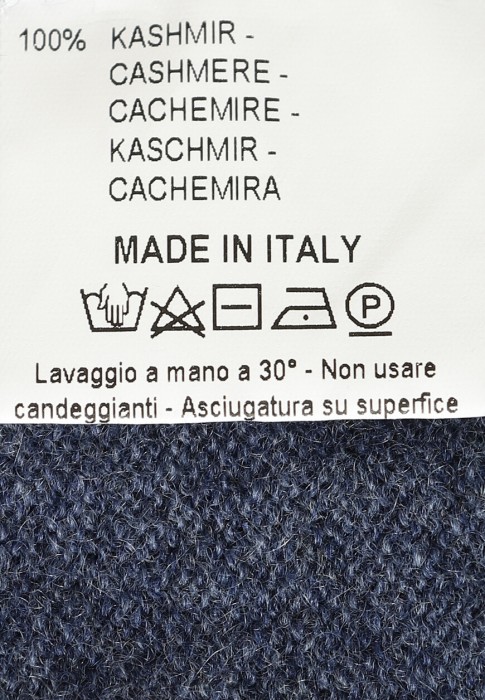 100% KASHMIR -
CASHMERE -
CACHEMIRE -
KASCHMIR -
CACHEMIRA
MADE IN ITALY
P
Lavaggio a mano a 30° - Non usare
candeggianti - Asciugatura su superfice